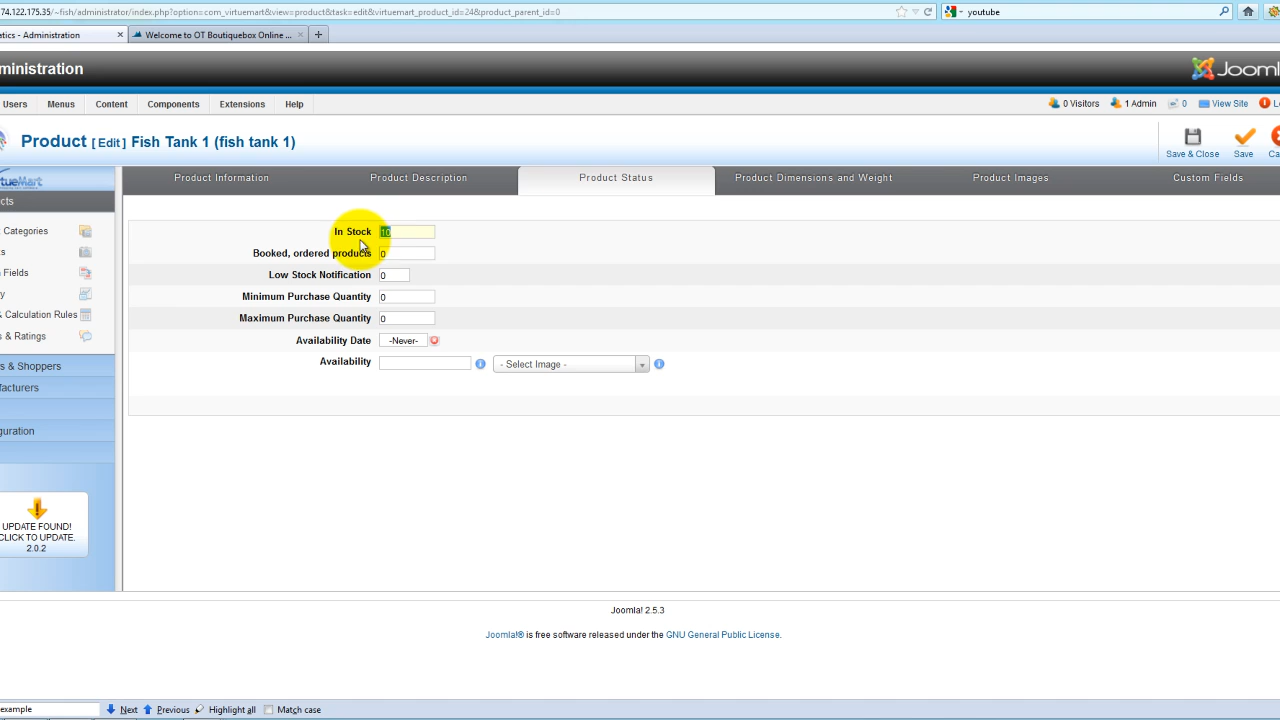 74.122.175.35/~fish/administrator/index.php?option=com_virtuemart&view=product&task=edit&virtuemart_product_id=24&product_parent_id=0
youtube
atics - Administration
Welcome to OT Boutiquebox Online ...
ministration
Joomla!
Users Menus Content Components Extensions Help
0 Visitors 1 Admin 0 View Site
Product [ Edit ] Fish Tank 1 (fish tank 1)
Save & Close Save Ca
tueMart
Product Information Product Description Product Status Product Dimensions and Weight Product Images Custom Fields
cts
In Stock 10
Categories
Booked, ordered products 0
s
Fields
Low Stock Notification 0
y
Minimum Purchase Quantity 0
& Calculation Rules
Maximum Purchase Quantity 0
s & Ratings
Availability Date -Never-
s & Shoppers
Availability - Select Image -
facturers
guration
UPDATE FOUND!
CLICK TO UPDATE.
2.0.2
Joomla! 2.5.3
Joomla!® is free software released under the GNU General Public License.
example Next Previous Highlight all Match case